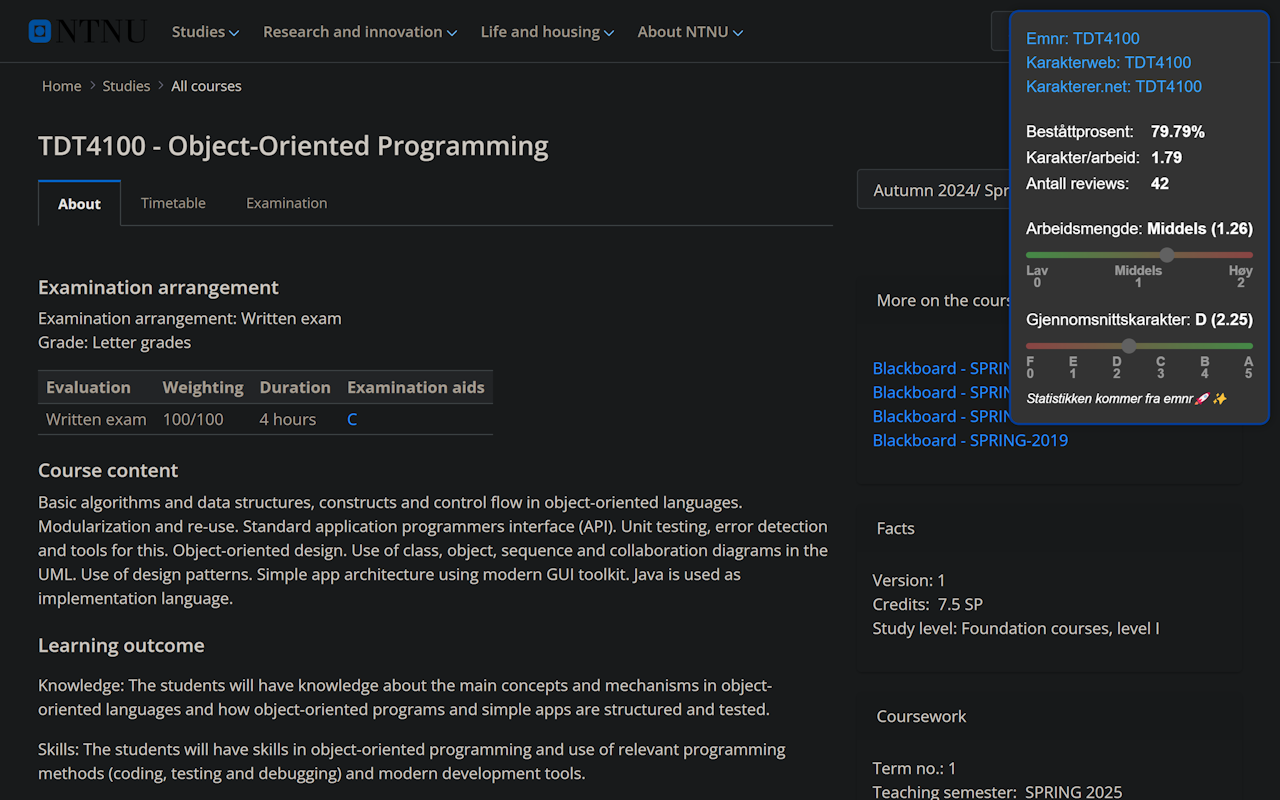 NTNU
Studies
Research and innovation
Life and housing
About NTNU
Home
Studies
All courses
TDT4100 - Object-Oriented Programming
About
Timetable
Examination
Examination arrangement
Examination arrangement: Written exam
Grade: Letter grades
Evaluation Weighting Duration Examination aids
Written exam 100/100 4 hours C
Course content
Basic algorithms and data structures, constructs and control flow in object-oriented languages.
Modularization and re-use. Standard application programmers interface (API). Unit testing, error detection
and tools for this. Object-oriented design. Use of class, object, sequence and collaboration diagrams in the
UML. Use of design patterns. Simple app architecture using modern GUI toolkit. Java is used as
implementation language.
Learning outcome
Knowledge: The students will have knowledge about the main concepts and mechanisms in object-
oriented languages and how object-oriented programs and simple apps are structured and tested.
Skills: The students will have skills in object-oriented programming and use of relevant programming
methods (coding, testing and debugging) and modern development tools.
Autumn 2024/ Spr
More on the cours
Blackboard - SPRIN
Blackboard - SPRIN
Blackboard - SPRIN
Blackboard - SPRING-2019
Facts
Version: 1
Credits: 7.5 SP
Study level: Foundation courses, level I
Coursework
Term no.: 1
Teaching semester: SPRING 2025
Emnr: TDT4100
Karakterweb: TDT4100
Karakterer.net: TDT4100
Beståttprosent: 79.79%
Karakter/arbeid: 1.79
Antall reviews: 42
Arbeidsmengde: Middels (1.26)
Lav Middels Høy
0 1 2
Gjennomsnittskarakter: D (2.25)
F E D C B A
0 1 2 3 4 5
Statistikken kommer fra emnr🚀 ✨